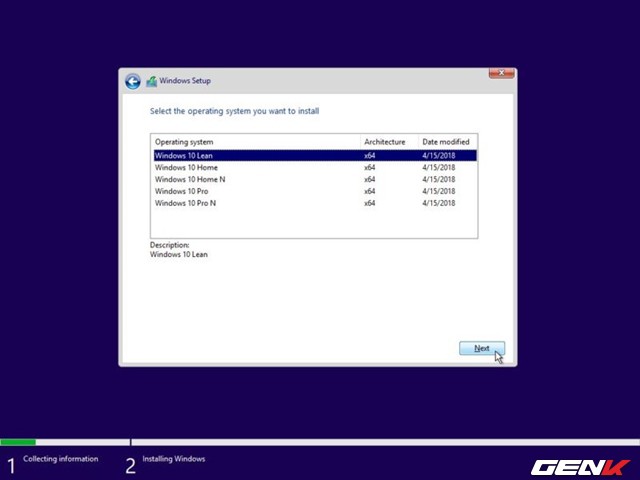 Windows Setup
Select the operating system you want to install
Operating system Architecture Date modified
Windows 10 Lean x64 4/15/2018
Windows 10 Home x64 4/15/2018
Windows 10 Home N x64 4/15/2018
Windows 10 Pro x64 4/15/2018
Windows 10 Pro N x64 4/15/2018
Description:
Windows 10 Lean
Next
1 Collecting information 2 Installing Windows
GENK